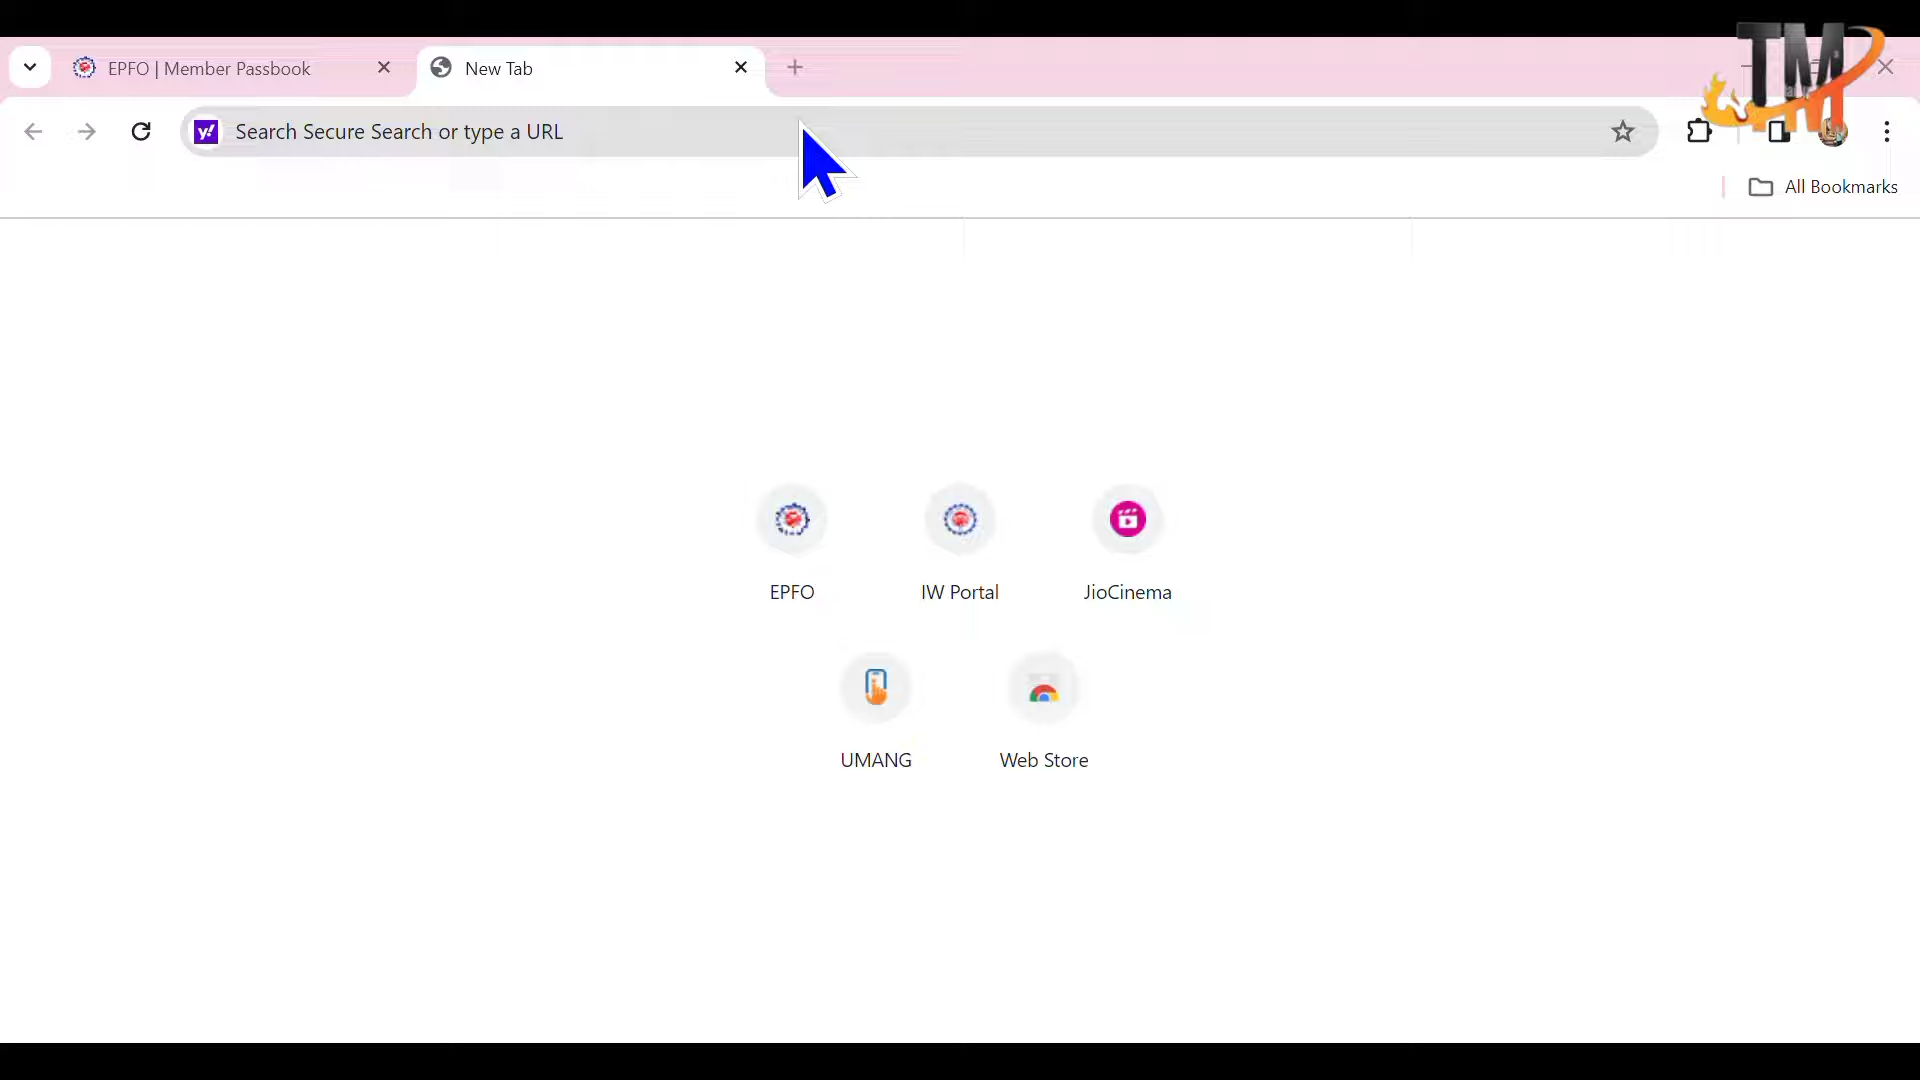 EPFO | Member Passbook
New Tab
TM
y!
Search Secure Search or type a URL
All Bookmarks
EPFO
IW Portal
JioCinema
UMANG
Web Store